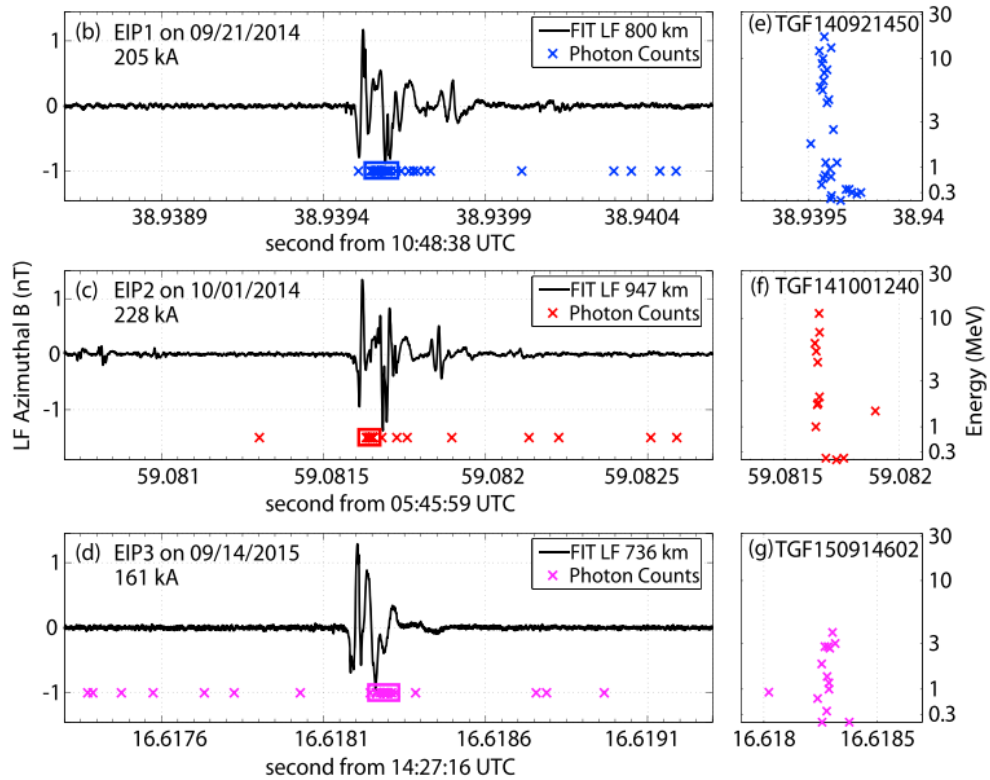 (b) EIP1 on 09/21/2014
205 kA
FIT LF 800 km
Photon Counts
1
0
-1
38.9389 38.9394 38.9399 38.9404
second from 10:48:38 UTC
(e) TGF140921450
30
10
3
1
0.3
38.9395 38.94
LF Azimuthal B (nT)
(c) EIP2 on 10/01/2014
228 kA
FIT LF 947 km
Photon Counts
1
0
-1
59.081 59.0815 59.082 59.0825
second from 05:45:59 UTC
(f) TGF141001240
30
10
3
1
0.3
59.0815 59.082
Energy (MeV)
(d) EIP3 on 09/14/2015
161 kA
FIT LF 736 km
Photon Counts
1
0
-1
16.6176 16.6181 16.6186 16.6191
second from 14:27:16 UTC
(g) TGF150914602
30
10
3
1
0.3
16.618 16.6185